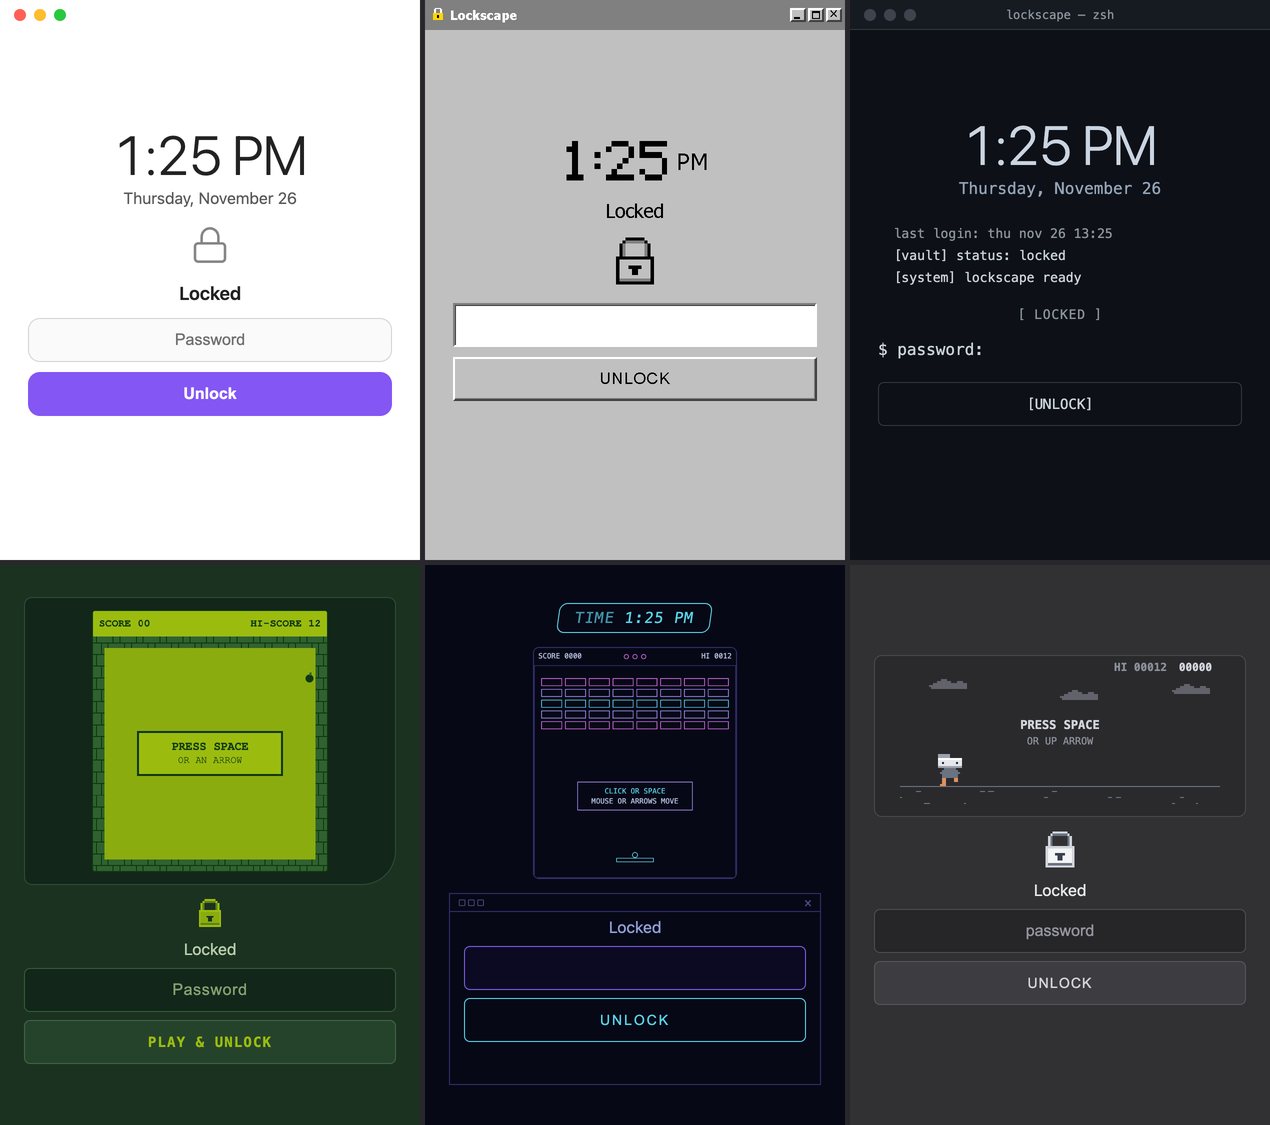 1:25 PM
Thursday, November 26
Locked
Password
Unlock
Lockscape
1:25 PM
Locked
UNLOCK
lockscape — zsh
1:25 PM
Thursday, November 26
last login: thu nov 26 13:25
[vault] status: locked
[system] lockscape ready
[ LOCKED ]
$ password:
[UNLOCK]
SCORE 00 HI-SCORE 12
PRESS SPACE
OR AN ARROW
Locked
Password
PLAY & UNLOCK
TIME 1:25 PM
SCORE 0000 HI 0012
CLICK OR SPACE
MOUSE OR ARROWS MOVE
Locked
UNLOCK
HI 00012 00000
PRESS SPACE
OR UP ARROW
Locked
password
UNLOCK